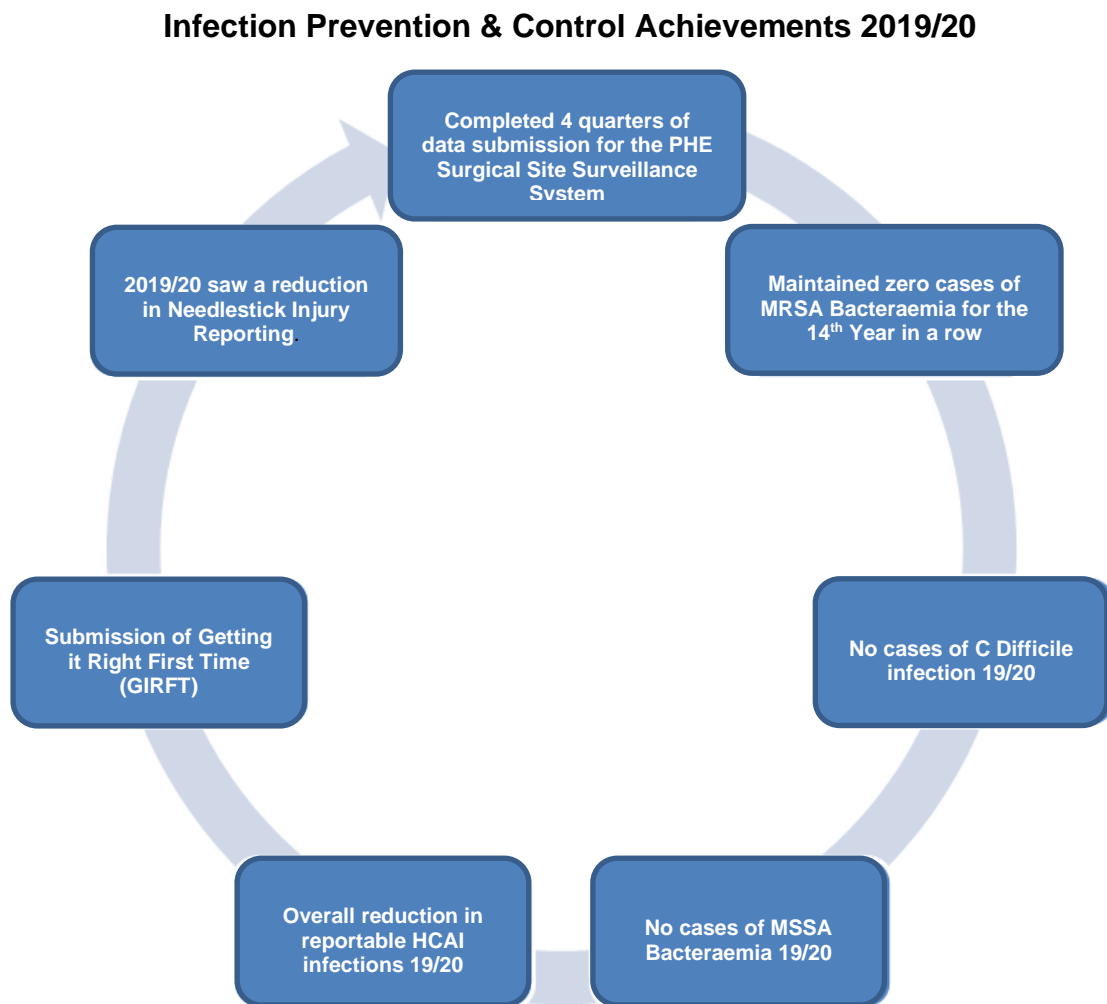 Infection Prevention & Control Achievements 2019/20
Completed 4 quarters of
data submission for the PHE
Surgical Site Surveillance
System
Maintained zero cases of
MRSA Bacteraemia for the
14th Year in a row
No cases of C Difficile
infection 19/20
No cases of MSSA
Bacteraemia 19/20
Overall reduction in
reportable HCAI
infections 19/20
Submission of Getting
it Right First Time
(GIRFT)
2019/20 saw a reduction
in Needlestick Injury
Reporting.